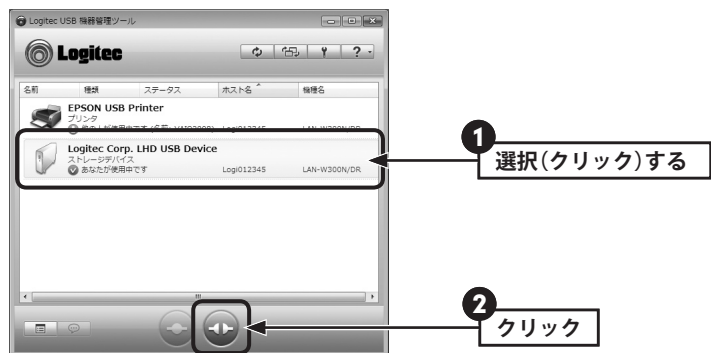 Logitec USB 機器管理ツール
Logitec
?
名前 種類 ステータス ホスト名 機種名
EPSON USB Printer
プリンタ
Logitec Corp. LHD USB Device
ストレージデバイス
あなたが使用中です Logi012345 LAN-W300N/DR
1
選択(クリック)する
2
クリック